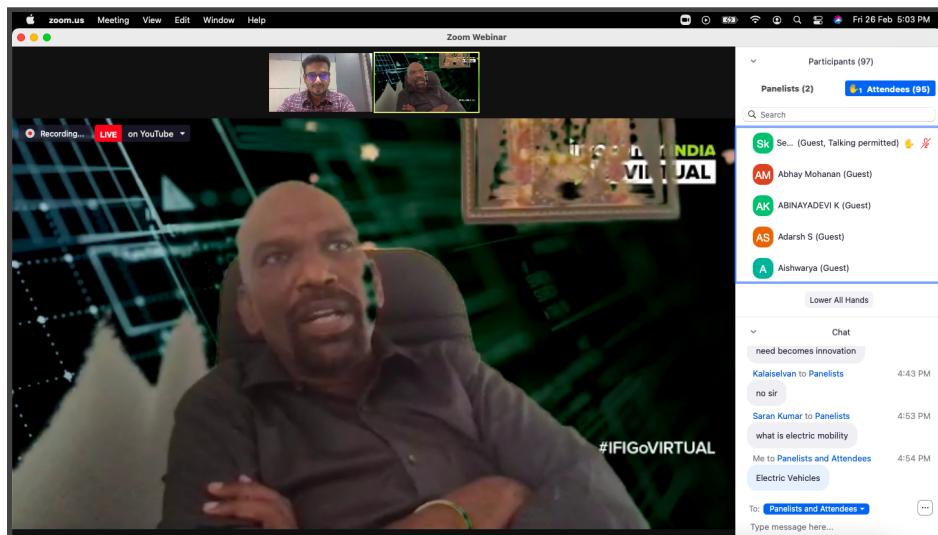 zoom.us Meeting View Edit Window Help Fri 26 Feb 5:03 PM
Zoom Webinar
Recording... LIVE on YouTube
INDIA
#IFIGoVIRTUAL
Participants (97)
Panelists (2) 1 Attendees (95)
Search
Sk Se... (Guest, Talking permitted)
AM Abhay Mohanan (Guest)
AK ABINAYADEVI K (Guest)
AS Adarsh S (Guest)
A Aishwarya (Guest)
Lower All Hands
Chat
need becomes innovation
Kalaiselvan to Panelists 4:43 PM
no sir
Saran Kumar to Panelists 4:53 PM
what is electric mobility
Me to Panelists and Attendees 4:54 PM
Electric Vehicles
To: Panelists and Attendees
Type message here...